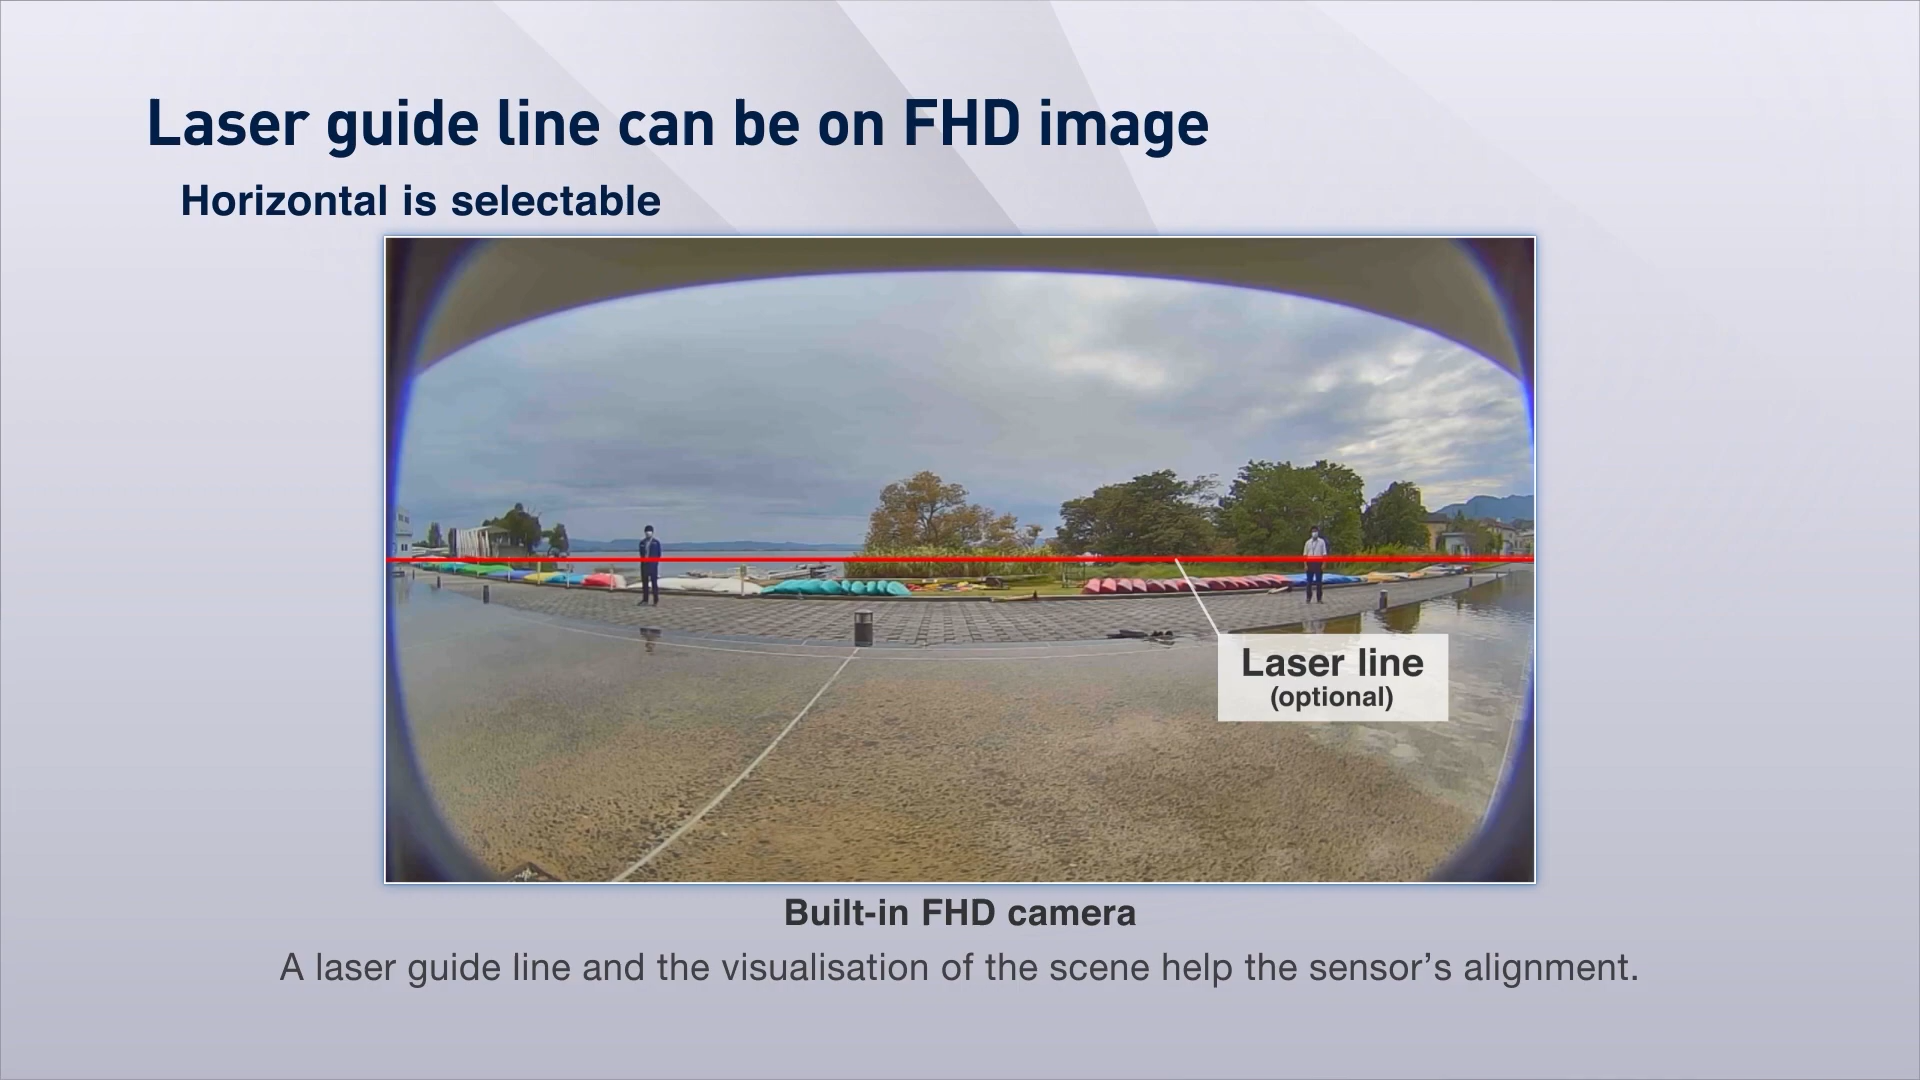 Laser guide line can be on FHD image
Horizontal is selectable
Laser line
(optional)
Built-in FHD camera
A laser guide line and the visualisation of the scene help the sensor’s alignment.